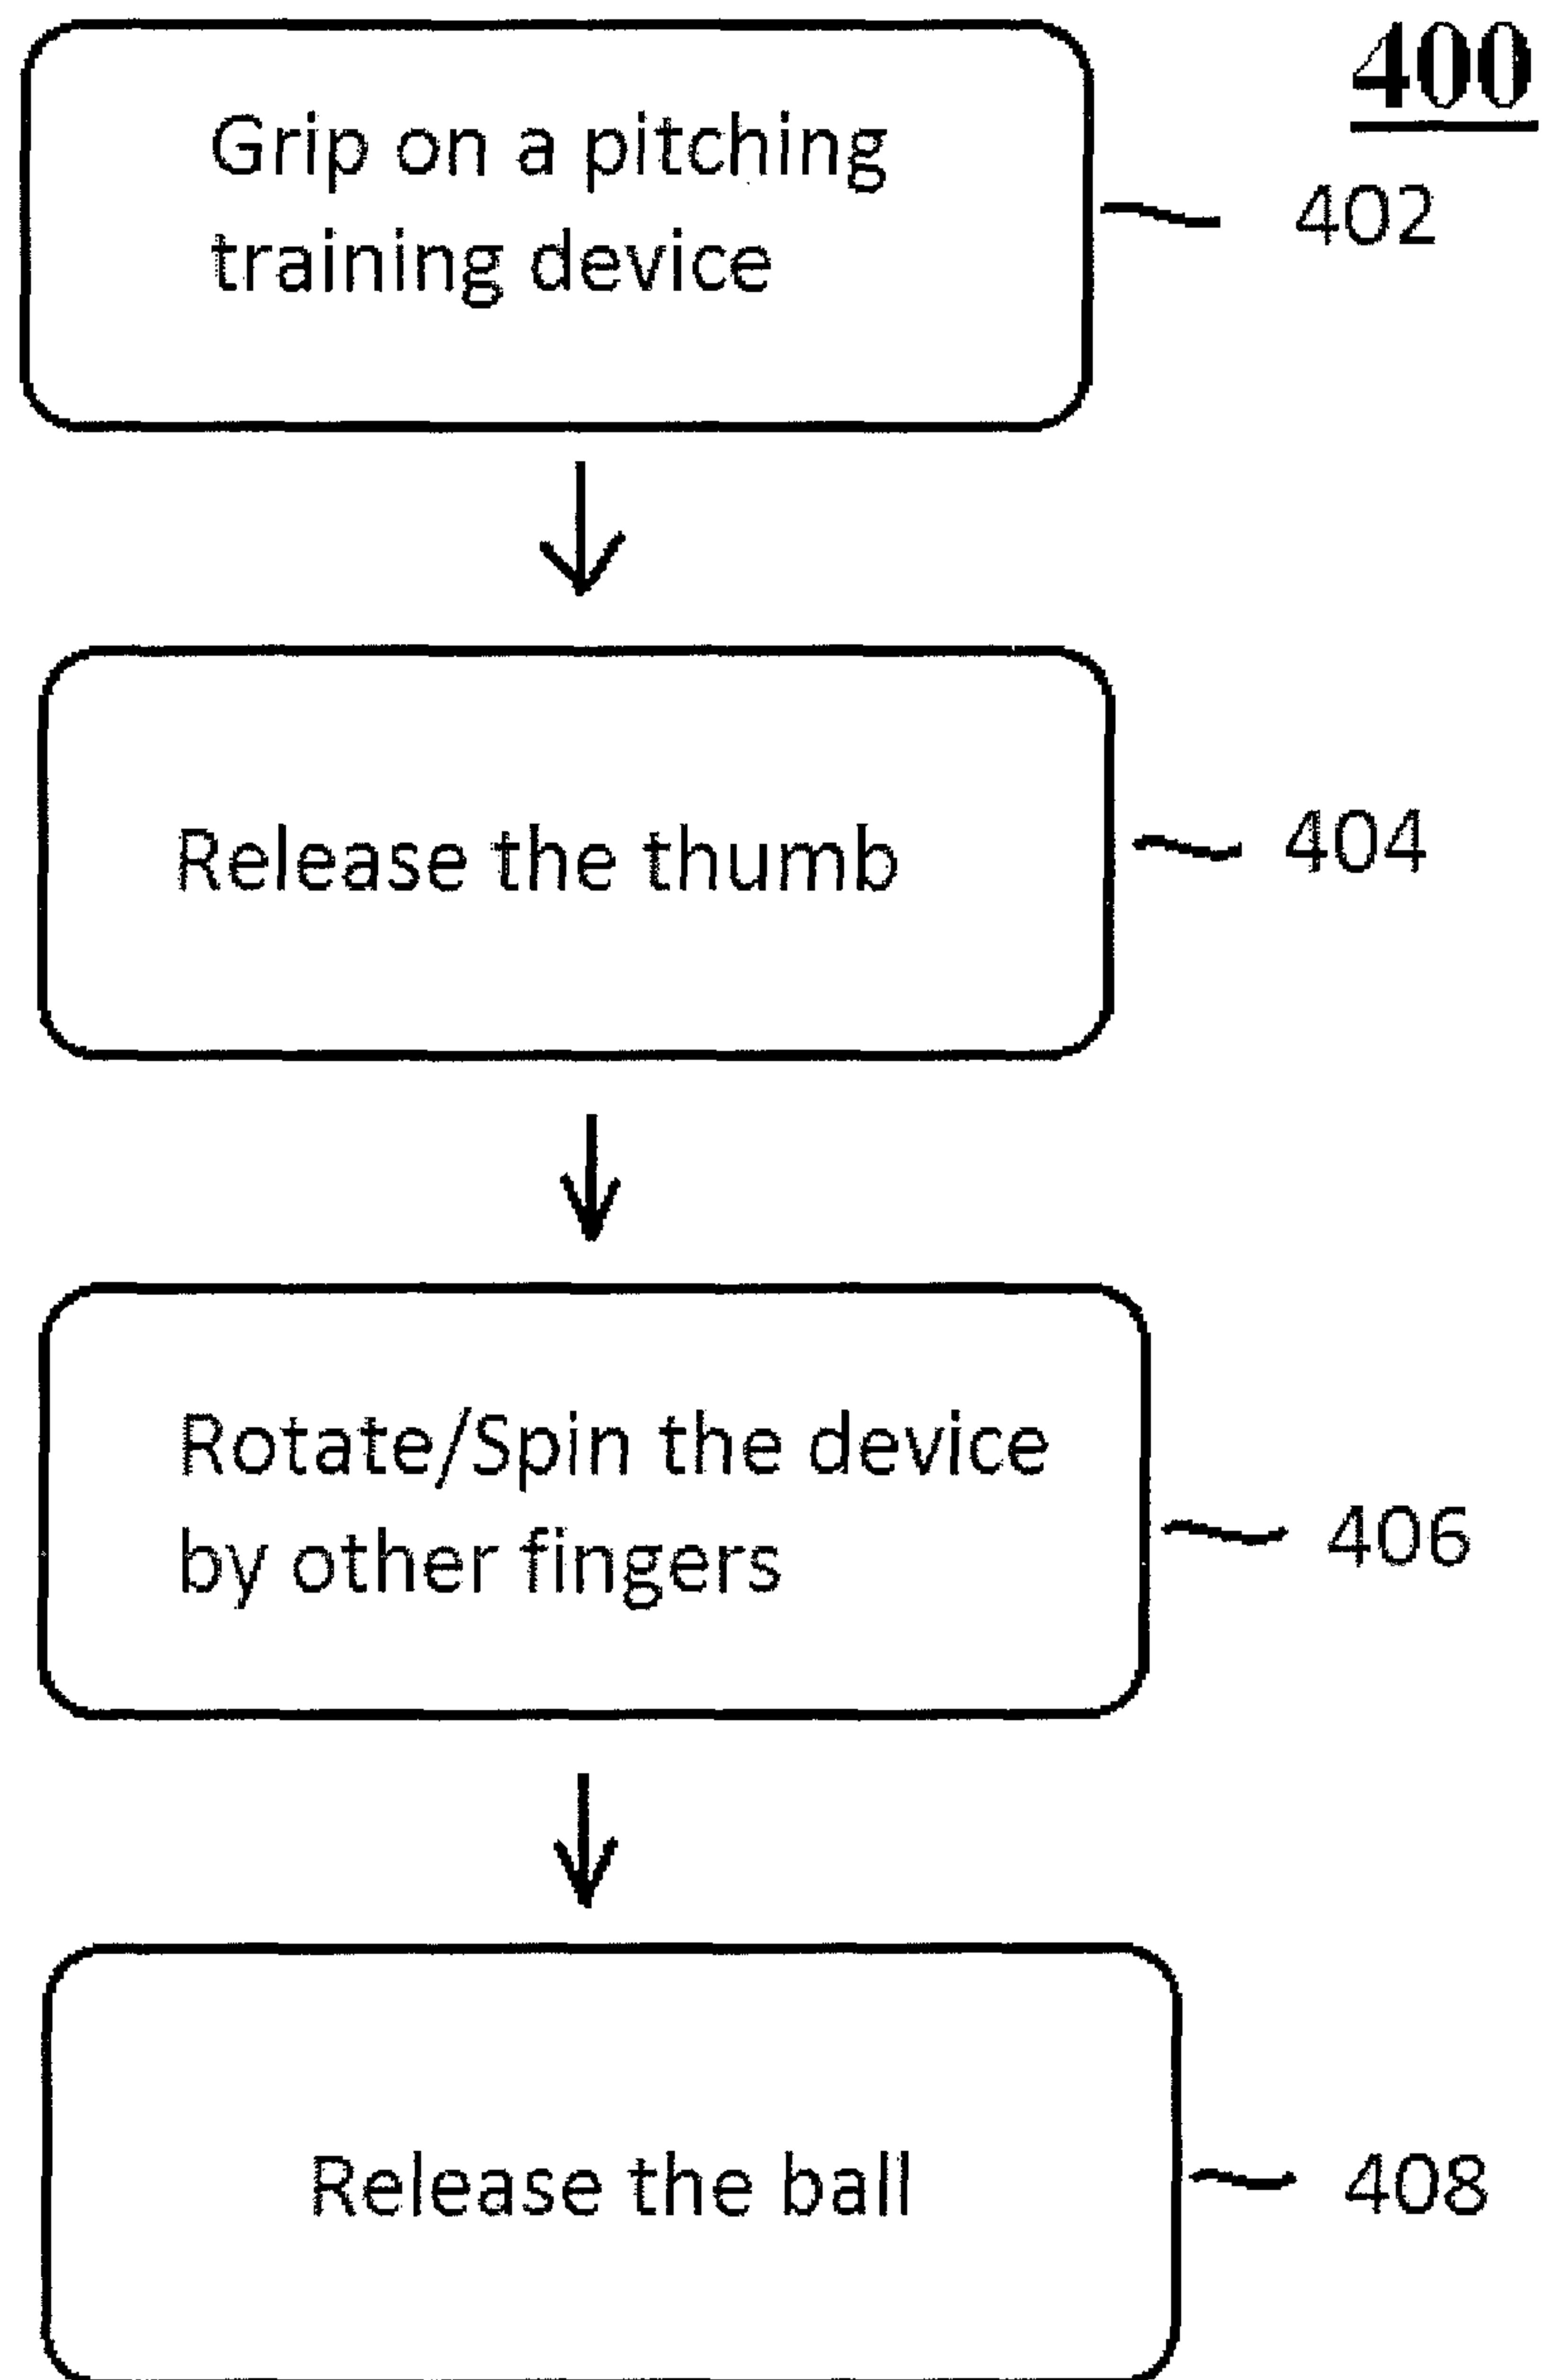 400
Grip on a pitching
training device
402
Release the thumb
404
Rotate/Spin the device
by other fingers
406
Release the ball
408